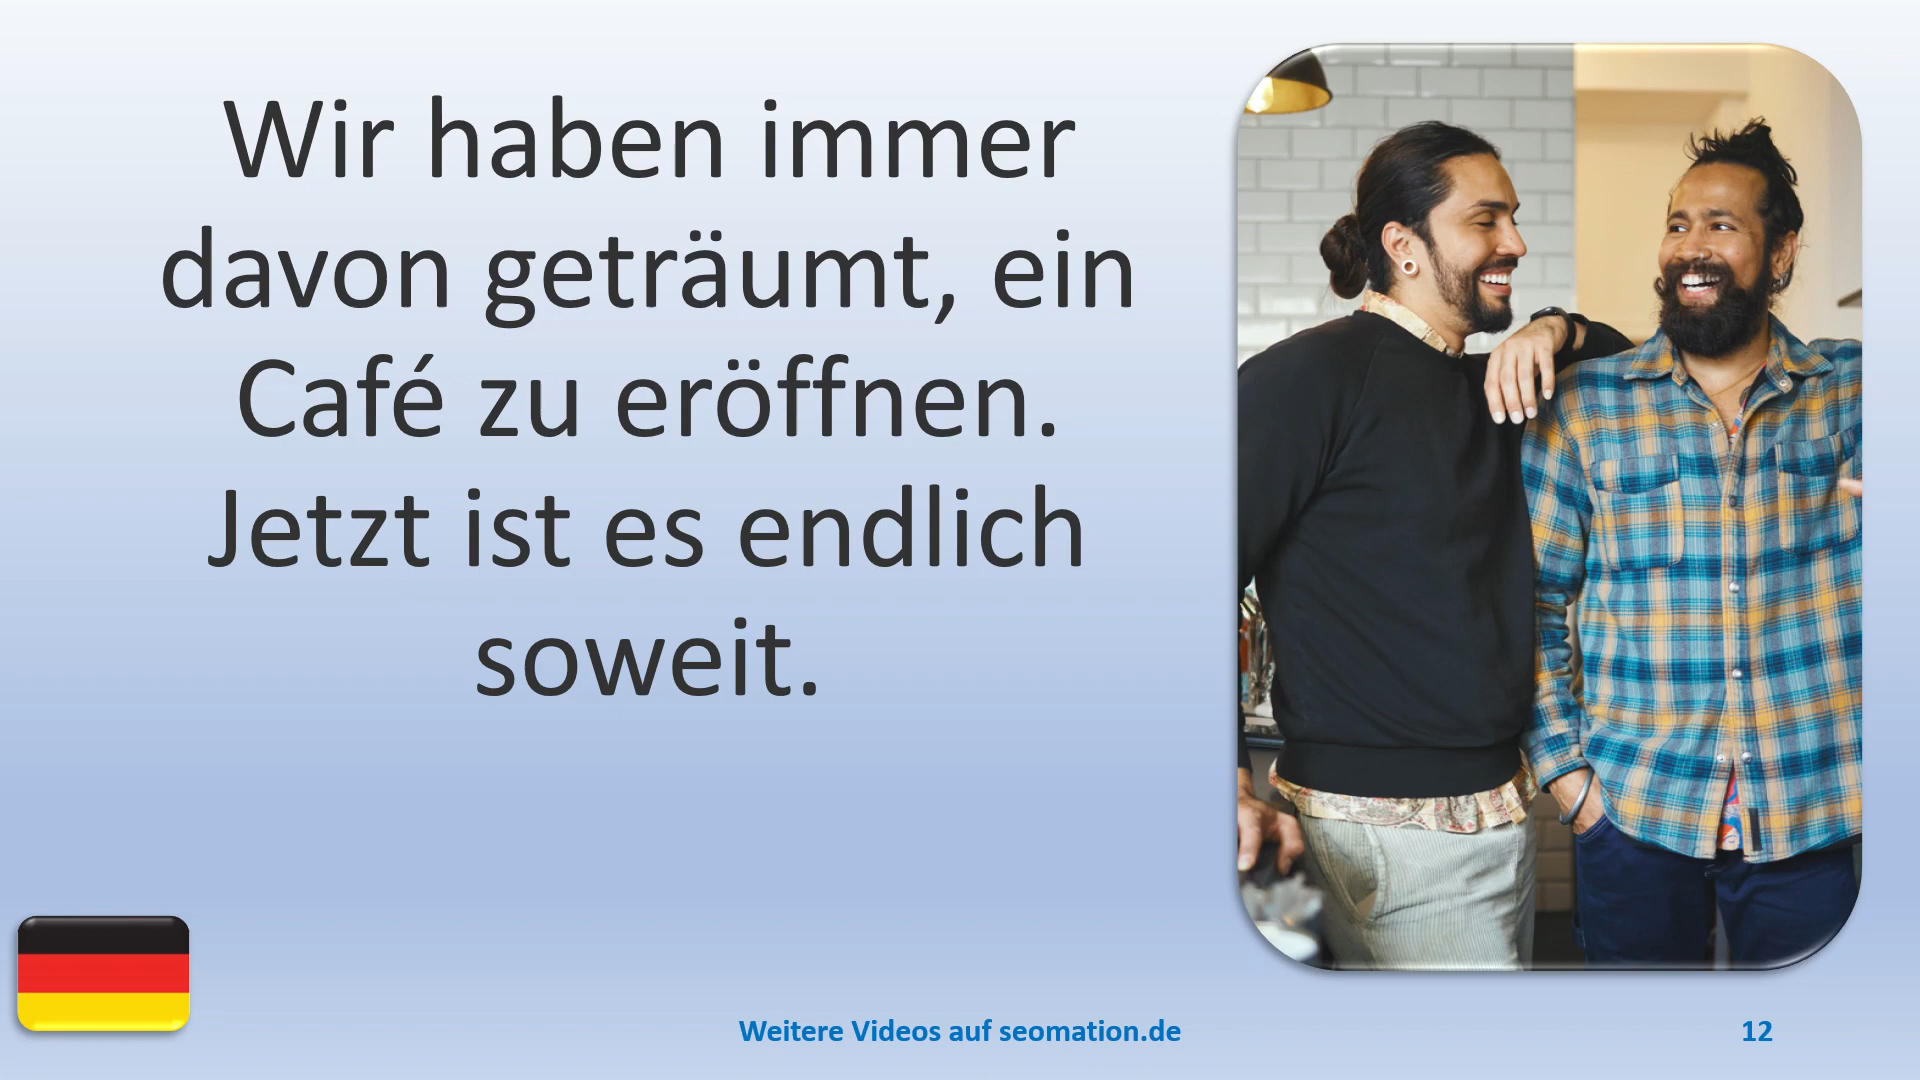 Wir haben immer
davon geträumt, ein
Café zu eröffnen.
Jetzt ist es endlich
soweit.
Weitere Videos auf seomation.de
12